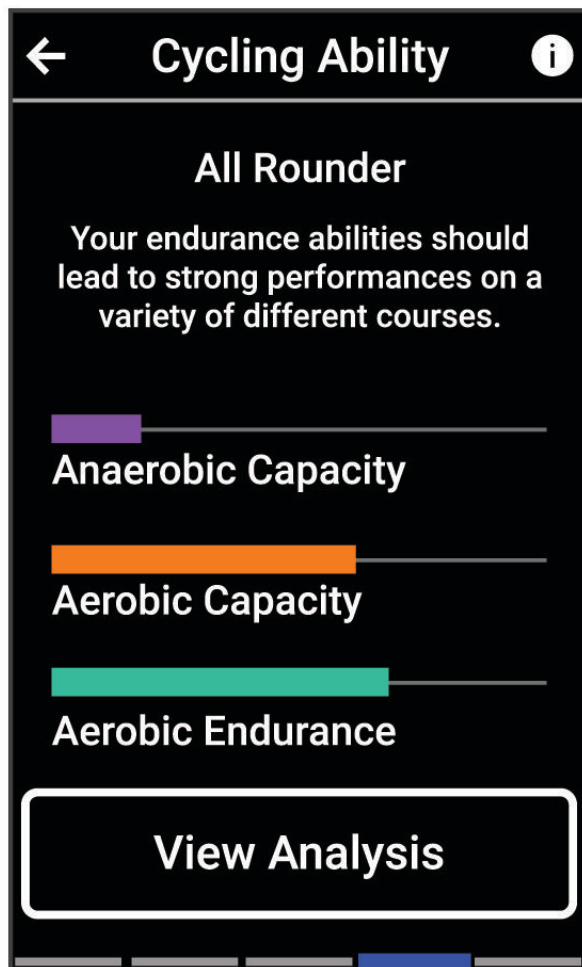 Cycling Ability
i
All Rounder
Your endurance abilities should
lead to strong performances on a
variety of different courses.
Anaerobic Capacity
Aerobic Capacity
Aerobic Endurance
View Analysis